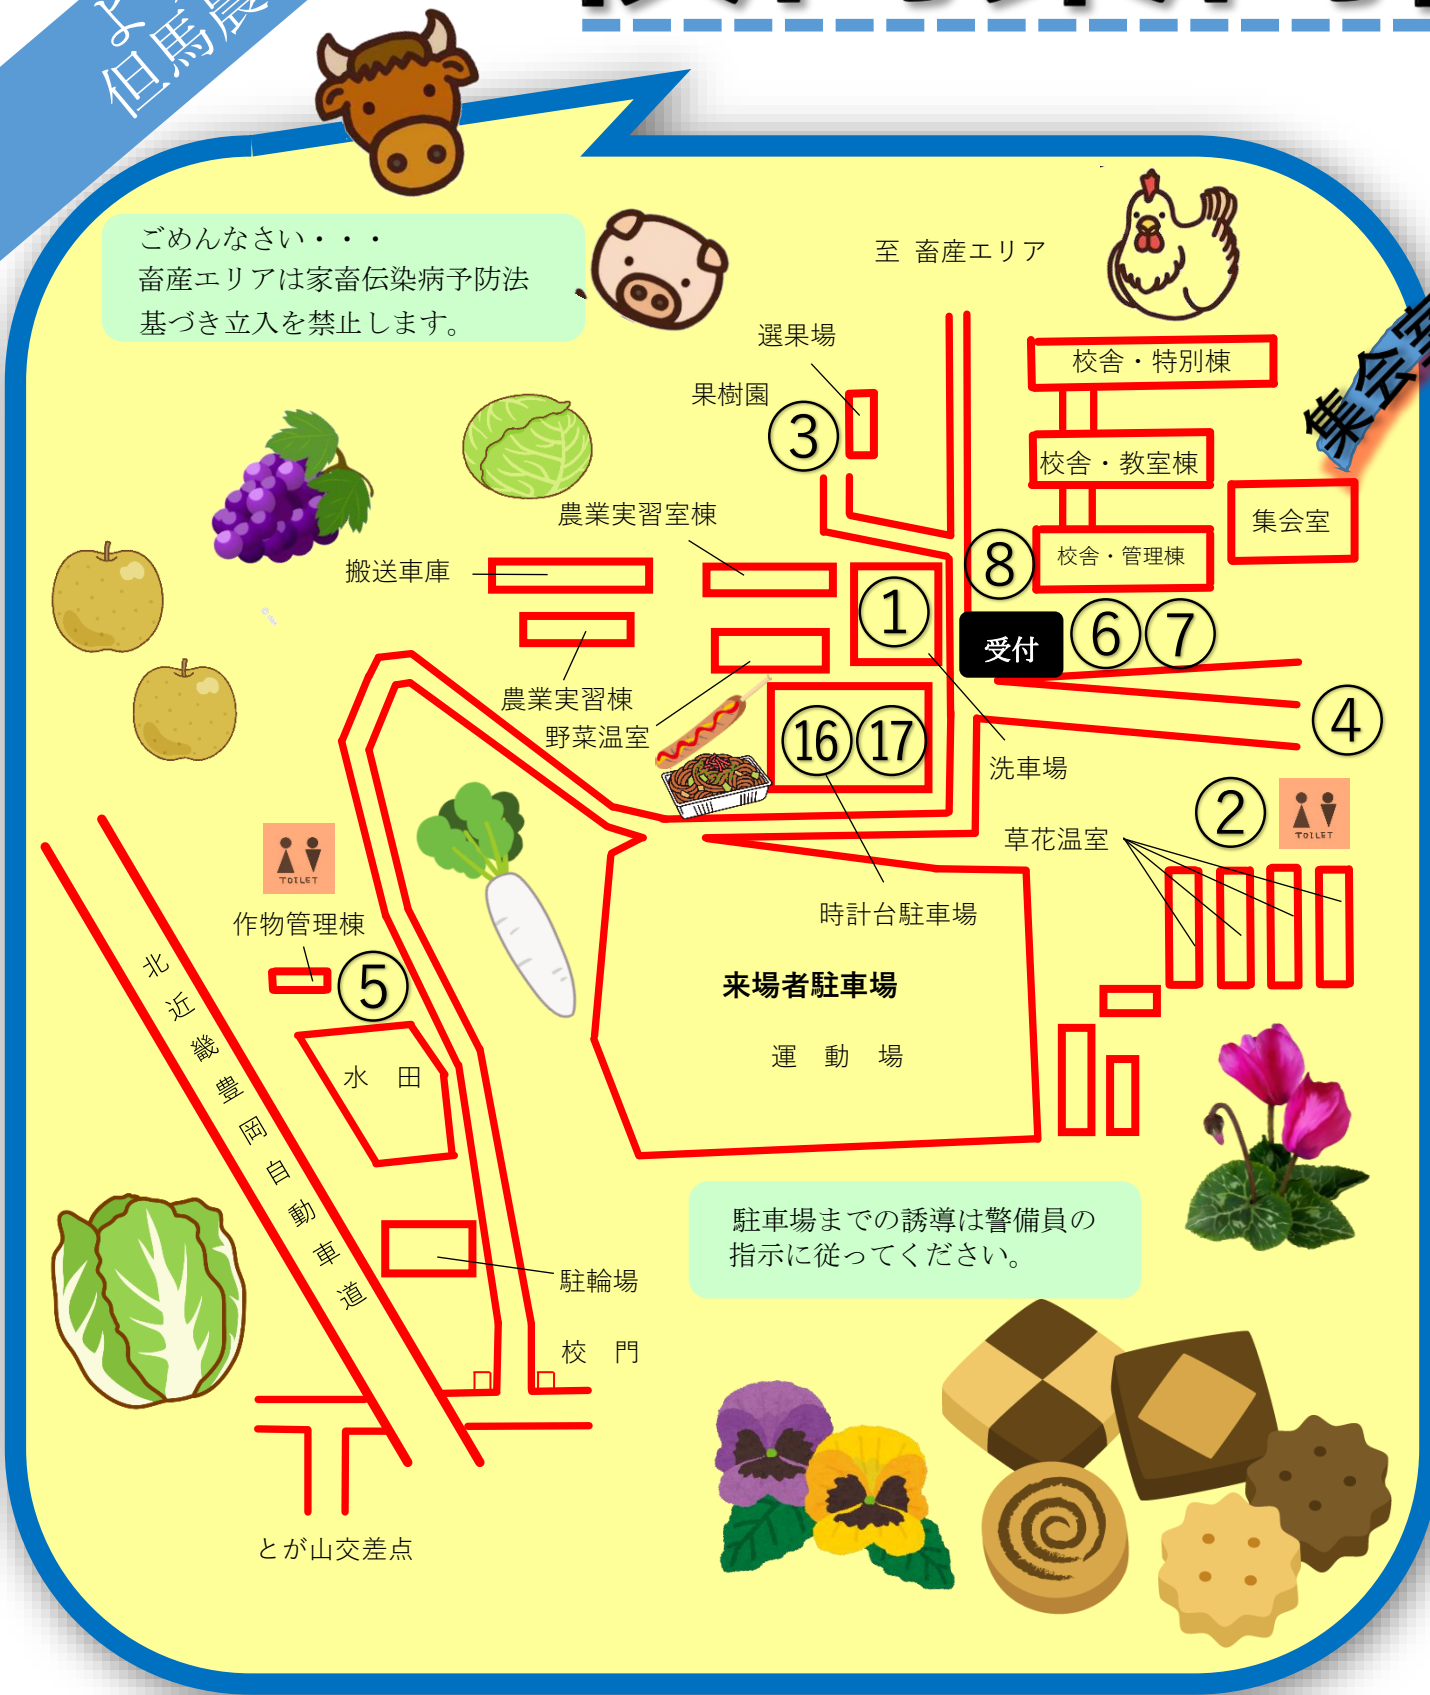 但馬農
ごめんなさい・・・
畜産エリアは家畜伝染病予防法
基づき立入を禁止します。
至 畜産エリア
選果場
果樹園
③
校舎・特別棟
校舎・教室棟
集会室
集会室
農業実習室棟
搬送車庫
校舎・管理棟
⑧
①
受付
⑥⑦
農業実習棟
野菜温室
⑯⑰
④
洗車場
②
TOILET
草花温室
TOILET
作物管理棟
時計台駐車場
⑤
来場者駐車場
運 動 場
水 田
北近畿豊岡自動車道
駐車場までの誘導は警備員の
指示に従ってください。
駐輪場
校 門
とが山交差点